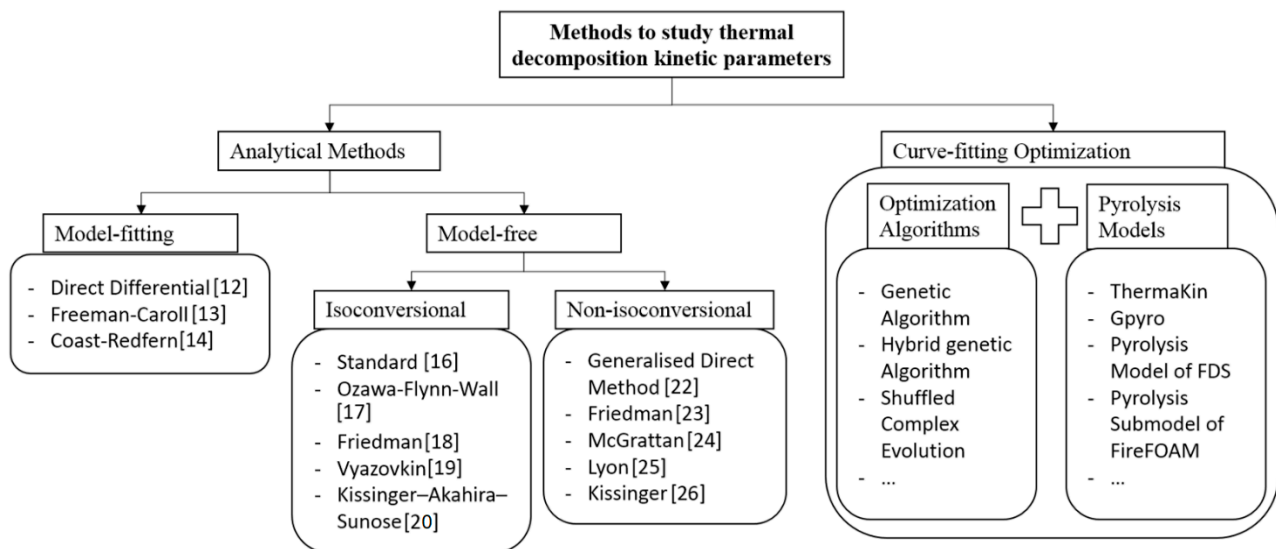 Methods to study thermal
decomposition kinetic parameters
Analytical Methods
Curve-fitting Optimization
Model-fitting
- Direct Differential [12]
- Freeman-Caroll [13]
- Coast-Redfern [14]
Model-free
Isoconversional
- Standard [16]
- Ozawa-Flynn-Wall
[17]
- Friedman [18]
- Vyazovkin [19]
- Kissinger–Akahira–
Sunose [20]
Non-isoconversional
- Generalised Direct
Method [22]
- Friedman [23]
- McGrattan [24]
- Lyon [25]
- Kissinger [26]
Optimization
Algorithms
- Genetic
Algorithm
- Hybrid genetic
Algorithm
- Shuffled
Complex
Evolution
- ...
Pyrolysis
Models
- ThermaKin
- Gpyro
- Pyrolysis
Model of FDS
- Pyrolysis
Submodel of
FireFOAM
- ...